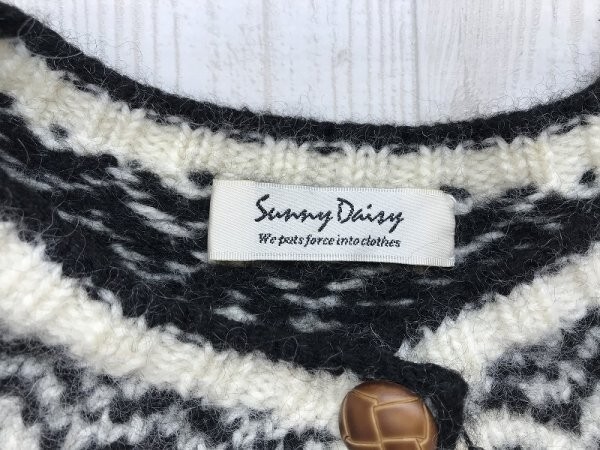 Sunny Daisy
We puts force into clothes